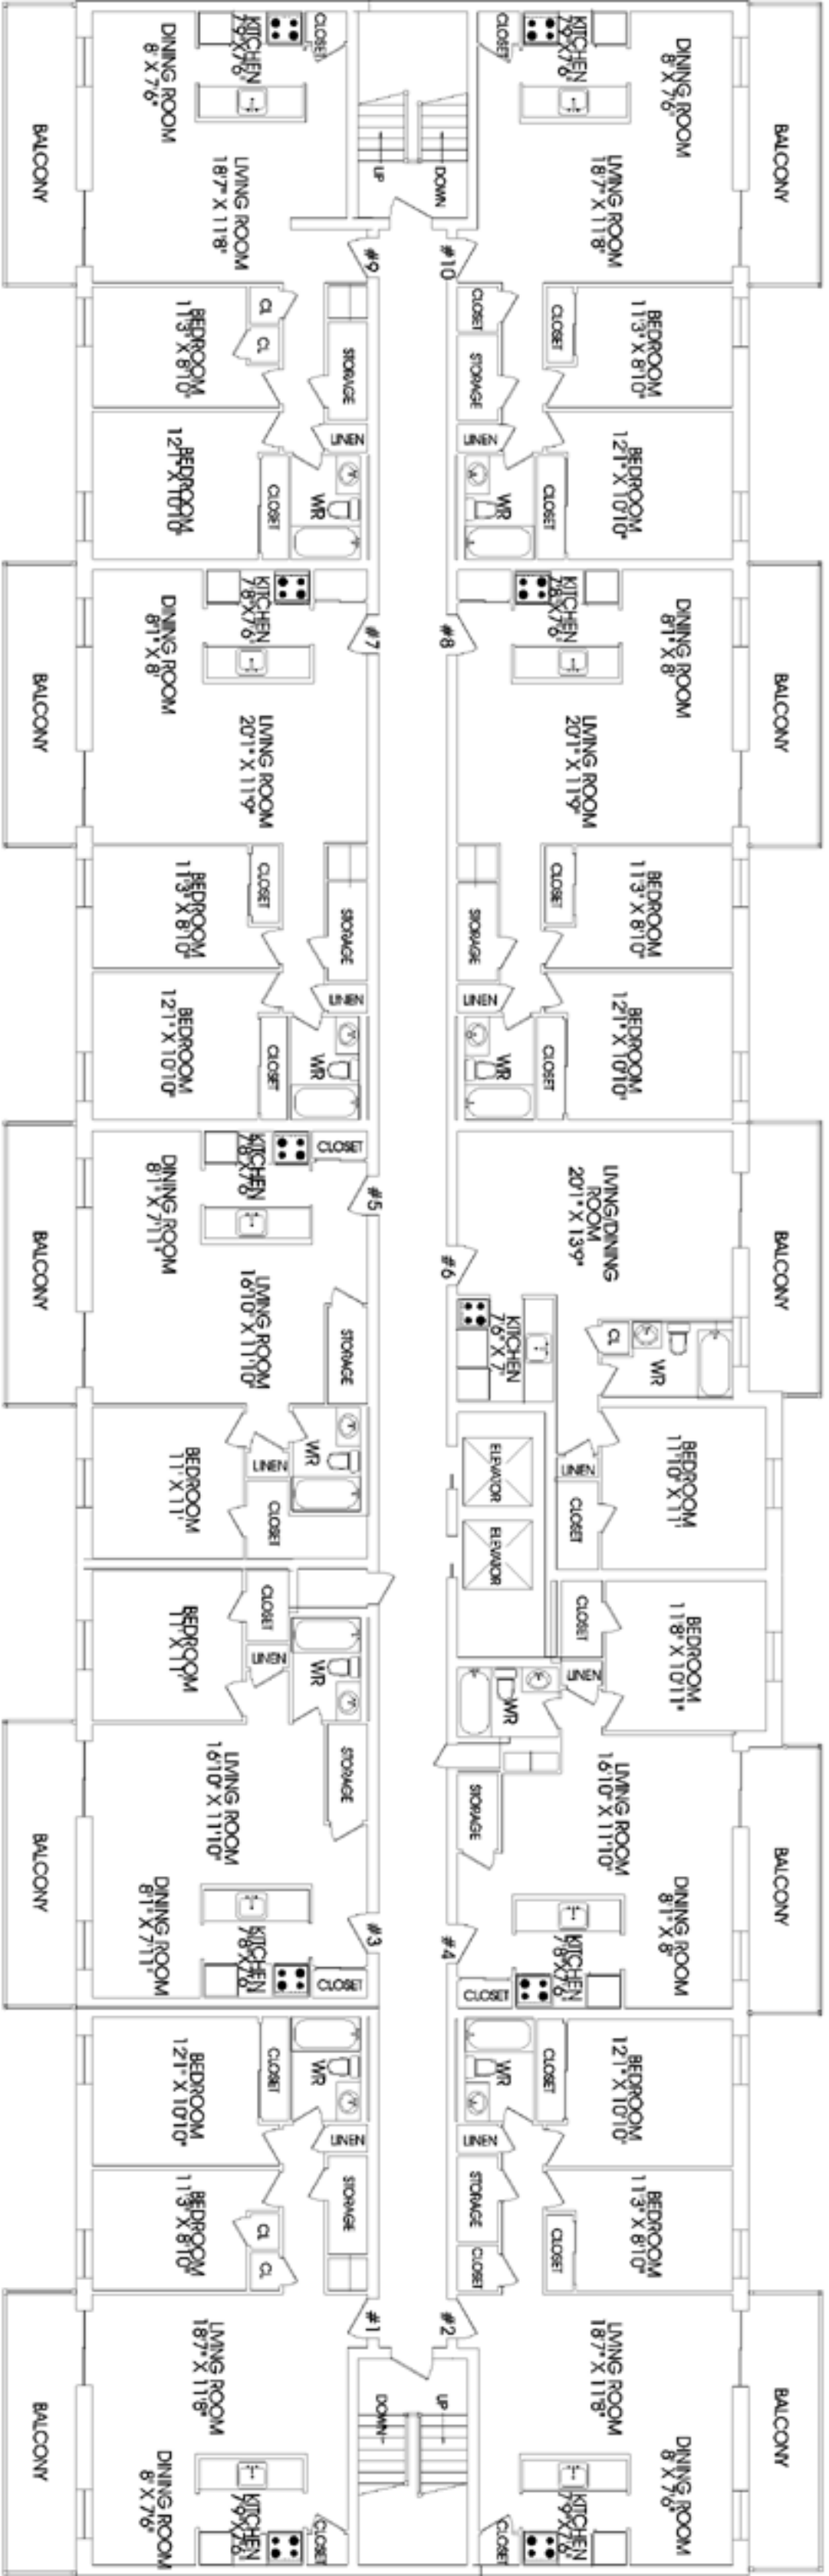 BALCONY
DINING ROOM
8' X 7'6"
KITCHEN
7'9"X7'6"
CLOSET
LIVING ROOM
18'7" X 11'8"
UP
DOWN
CLOSET
KITCHEN
7'9"X7'6"
DINING ROOM
8' X 7'6"
LIVING ROOM
18'7" X 11'8"
BALCONY
#9
#10
BEDROOM
11'3" X 8'10"
CL
CL
STORAGE
LINEN
BEDROOM
12'1" X 10'10"
CLOSET
WR
CLOSET
STORAGE
LINEN
CLOSET
BEDROOM
11'3" X 8'10"
WR
CLOSET
BEDROOM
12'1" X 10'10"
BALCONY
DINING ROOM
8'1" X 8'
KITCHEN
7'8"X7'6"
LIVING ROOM
20'1" X 11'9"
#7
#8
KITCHEN
7'8"X7'6"
DINING ROOM
8'1" X 8'
LIVING ROOM
20'1" X 11'9"
BALCONY
BEDROOM
11'3" X 8'10"
CLOSET
STORAGE
LINEN
BEDROOM
12'1" X 10'10"
CLOSET
WR
STORAGE
LINEN
CLOSET
BEDROOM
11'3" X 8'10"
WR
CLOSET
BEDROOM
12'1" X 10'10"
BALCONY
DINING ROOM
8'1" X 7'11"
KITCHEN
7'8"X7'6"
CLOSET
LIVING ROOM
16'10" X 11'10"
STORAGE
#5
#6
LIVING/DINING
ROOM
20'1" X 13'9"
KITCHEN
7'6" X 7'
CL
WR
BALCONY
BEDROOM
11' X 11'
LINEN
CLOSET
WR
ELEVATOR
ELEVATOR
LINEN
CLOSET
BEDROOM
11'10" X 11'
BEDROOM
11' X 11'
CLOSET
LINEN
WR
CLOSET
LINEN
BEDROOM
11'8" X 10'11"
WR
BALCONY
LIVING ROOM
16'10" X 11'10"
STORAGE
DINING ROOM
8'1" X 7'11"
KITCHEN
7'8"X7'6"
CLOSET
#3
#4
STORAGE
LIVING ROOM
16'10" X 11'10"
DINING ROOM
8'1" X 8'
KITCHEN
7'8"X7'6"
CLOSET
BALCONY
BEDROOM
12'1" X 10'10"
CLOSET
WR
LINEN
BEDROOM
11'3" X 8'10"
CL
CL
STORAGE
WR
CLOSET
BEDROOM
12'1" X 10'10"
LINEN
STORAGE
CLOSET
CLOSET
BEDROOM
11'3" X 8'10"
#1
#2
BALCONY
LIVING ROOM
18'7" X 11'8"
DINING ROOM
8' X 7'6"
KITCHEN
7'9"X7'6"
CLOSET
DOWN
UP
LIVING ROOM
18'7" X 11'8"
DINING ROOM
8' X 7'6"
KITCHEN
7'9"X7'6"
CLOSET
BALCONY